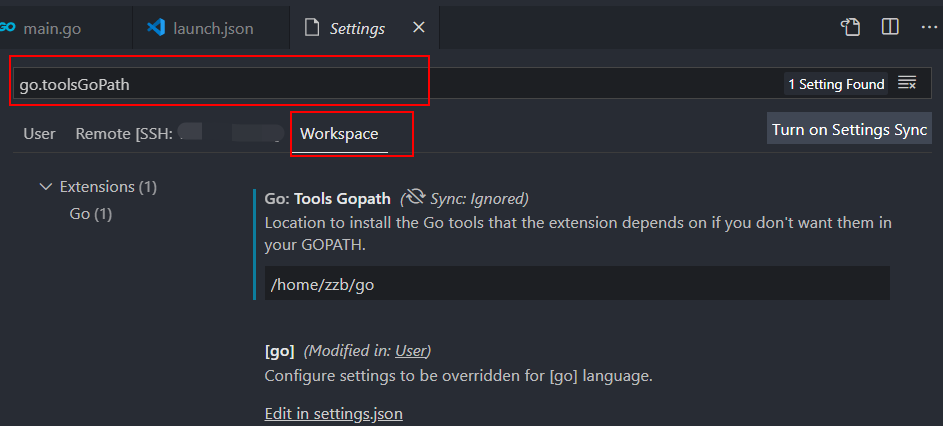 GO main.go launch.json Settings
go.toolsGoPath 1 Setting Found
User Remote [SSH: ] Workspace Turn on Settings Sync
Extensions (1)
Go (1)
Go: Tools Gopath (Sync: Ignored)
Location to install the Go tools that the extension depends on if you don't want them in
your GOPATH.
/home/zzb/go
[go] (Modified in: User)
Configure settings to be overridden for [go] language.
Edit in settings.json